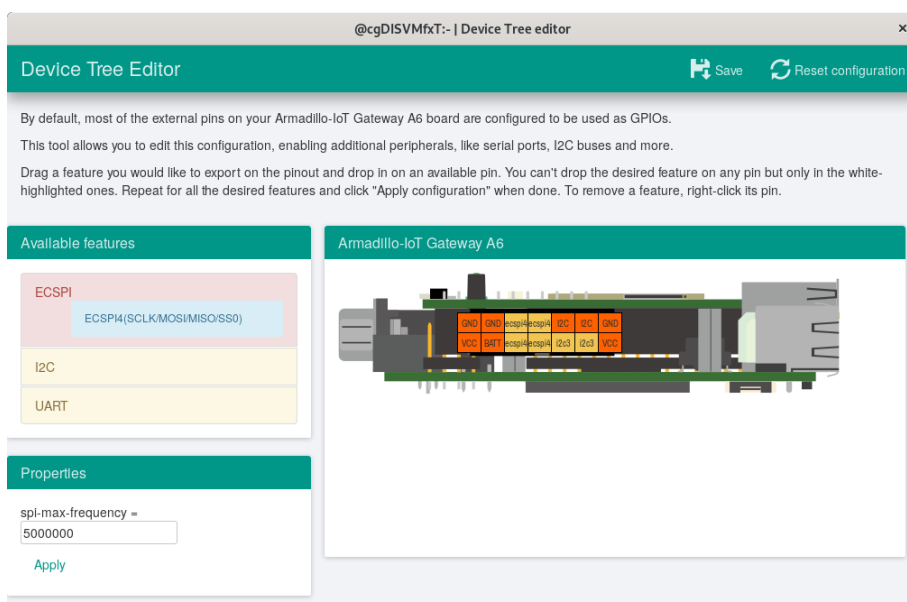 @cgDISVMfxT:- | Device Tree editor
×
Device Tree Editor
Save
Reset configuration
By default, most of the external pins on your Armadillo-IoT Gateway A6 board are configured to be used as GPIOs.
This tool allows you to edit this configuration, enabling additional peripherals, like serial ports, I2C buses and more.
Drag a feature you would like to export on the pinout and drop in on an available pin. You can't drop the desired feature on any pin but only in the white-
highlighted ones. Repeat for all the desired features and click "Apply configuration" when done. To remove a feature, right-click its pin.
Available features
Armadillo-IoT Gateway A6
ECSPI
ECSPI4(SCLK/MOSI/MISO/SS0)
I2C
UART
GND GND ecspi4 ecspi4 I2C I2C GND
VCC BATT ecspi4 ecspi4 i2c3 i2c3 VCC
Properties
spi-max-frequency =
5000000
Apply